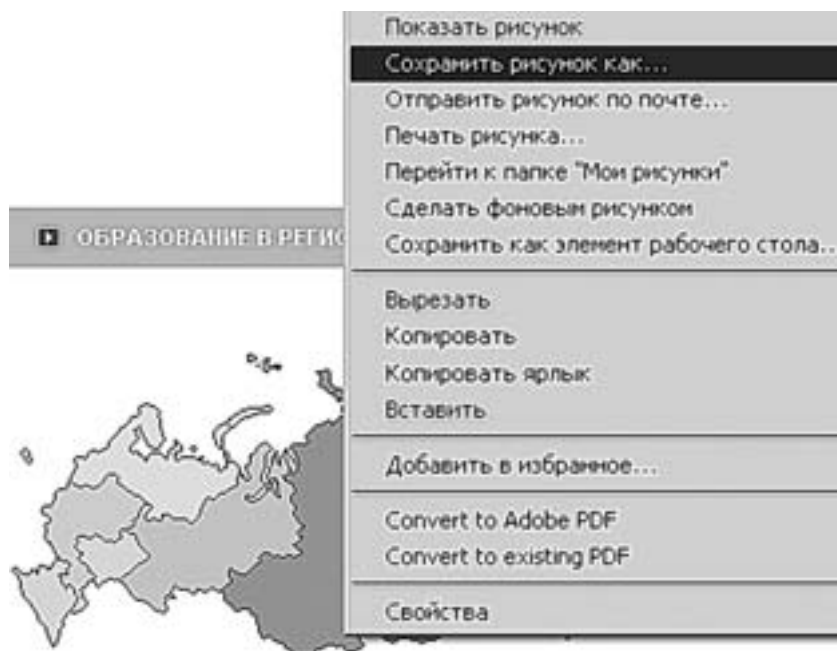 Показать рисунок
Сохранить рисунок как...
Отправить рисунок по почте...
Печать рисунка...
Перейти к папке "Мои рисунки"
Сделать фоновым рисунком
Сохранить как элемент рабочего стола..
ОБРАЗОВАНИЕ В
Вырезать
Копировать
Копировать ярлык
Вставить
Добавить в избранное...
Convert to Adobe PDF
Convert to existing PDF
Свойства